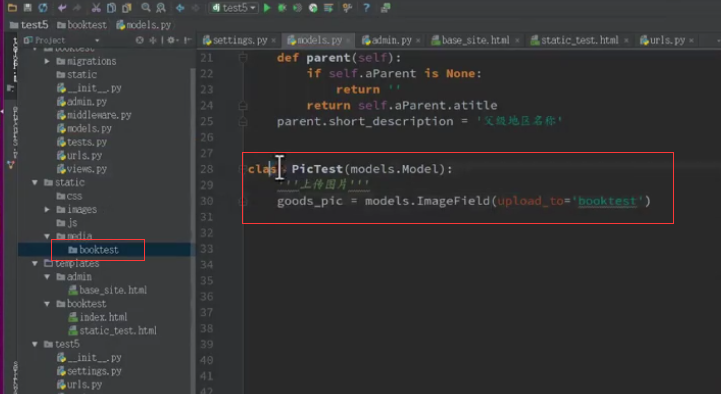 test5
test5
booktest
models.py
Project
settings.py
models.py
admin.py
base_site.html
static_test.html
urls.py
booktest
migrations
static
__init__.py
admin.py
middleware.py
models.py
tests.py
urls.py
views.py
static
css
images
js
media
booktest
templates
admin
base_site.html
booktest
index.html
static_test.html
test5
__init__.py
settings.py
urls.py
21 def parent(self):
22 if self.aParent is None:
23 return ''
24 return self.aParent.atitle
25 parent.short_description = '父级地区名称'
26
27
28 class PicTest(models.Model):
29 '''上传图片'''
30 goods_pic = models.ImageField(upload_to='booktest')
31
32
33
34
35
36
37
38
39
40
41
42